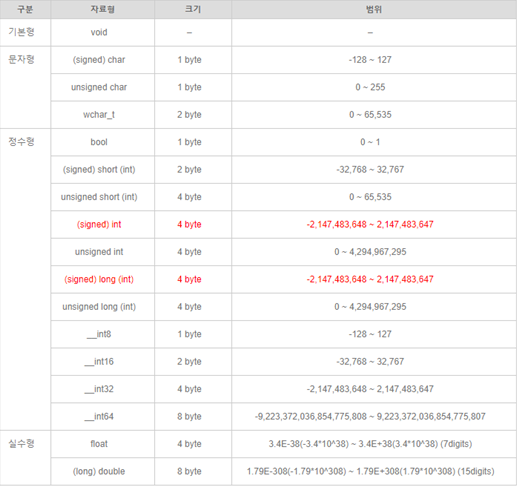 구분 자료형 크기 범위
기본형 void – –
문자형 (signed) char 1 byte -128 ~ 127
unsigned char 1 byte 0 ~ 255
wchar_t 2 byte 0 ~ 65,535
정수형 bool 1 byte 0 ~ 1
(signed) short (int) 2 byte -32,768 ~ 32,767
unsigned short (int) 4 byte 0 ~ 65,535
(signed) int 4 byte -2,147,483,648 ~ 2,147,483,647
unsigned int 4 byte 0 ~ 4,294,967,295
(signed) long (int) 4 byte -2,147,483,648 ~ 2,147,483,647
unsigned long (int) 4 byte 0 ~ 4,294,967,295
__int8 1 byte -128 ~ 127
__int16 2 byte -32,768 ~ 32,767
__int32 4 byte -2,147,483,648 ~ 2,147,483,647
__int64 8 byte -9,223,372,036,854,775,808 ~ 9,223,372,036,854,775,807
실수형 float 4 byte 3.4E-38(-3.4*10^38) ~ 3.4E+38(3.4*10^38) (7digits)
(long) double 8 byte 1.79E-308(-1.79*10^308) ~ 1.79E+308(1.79*10^308) (15digits)